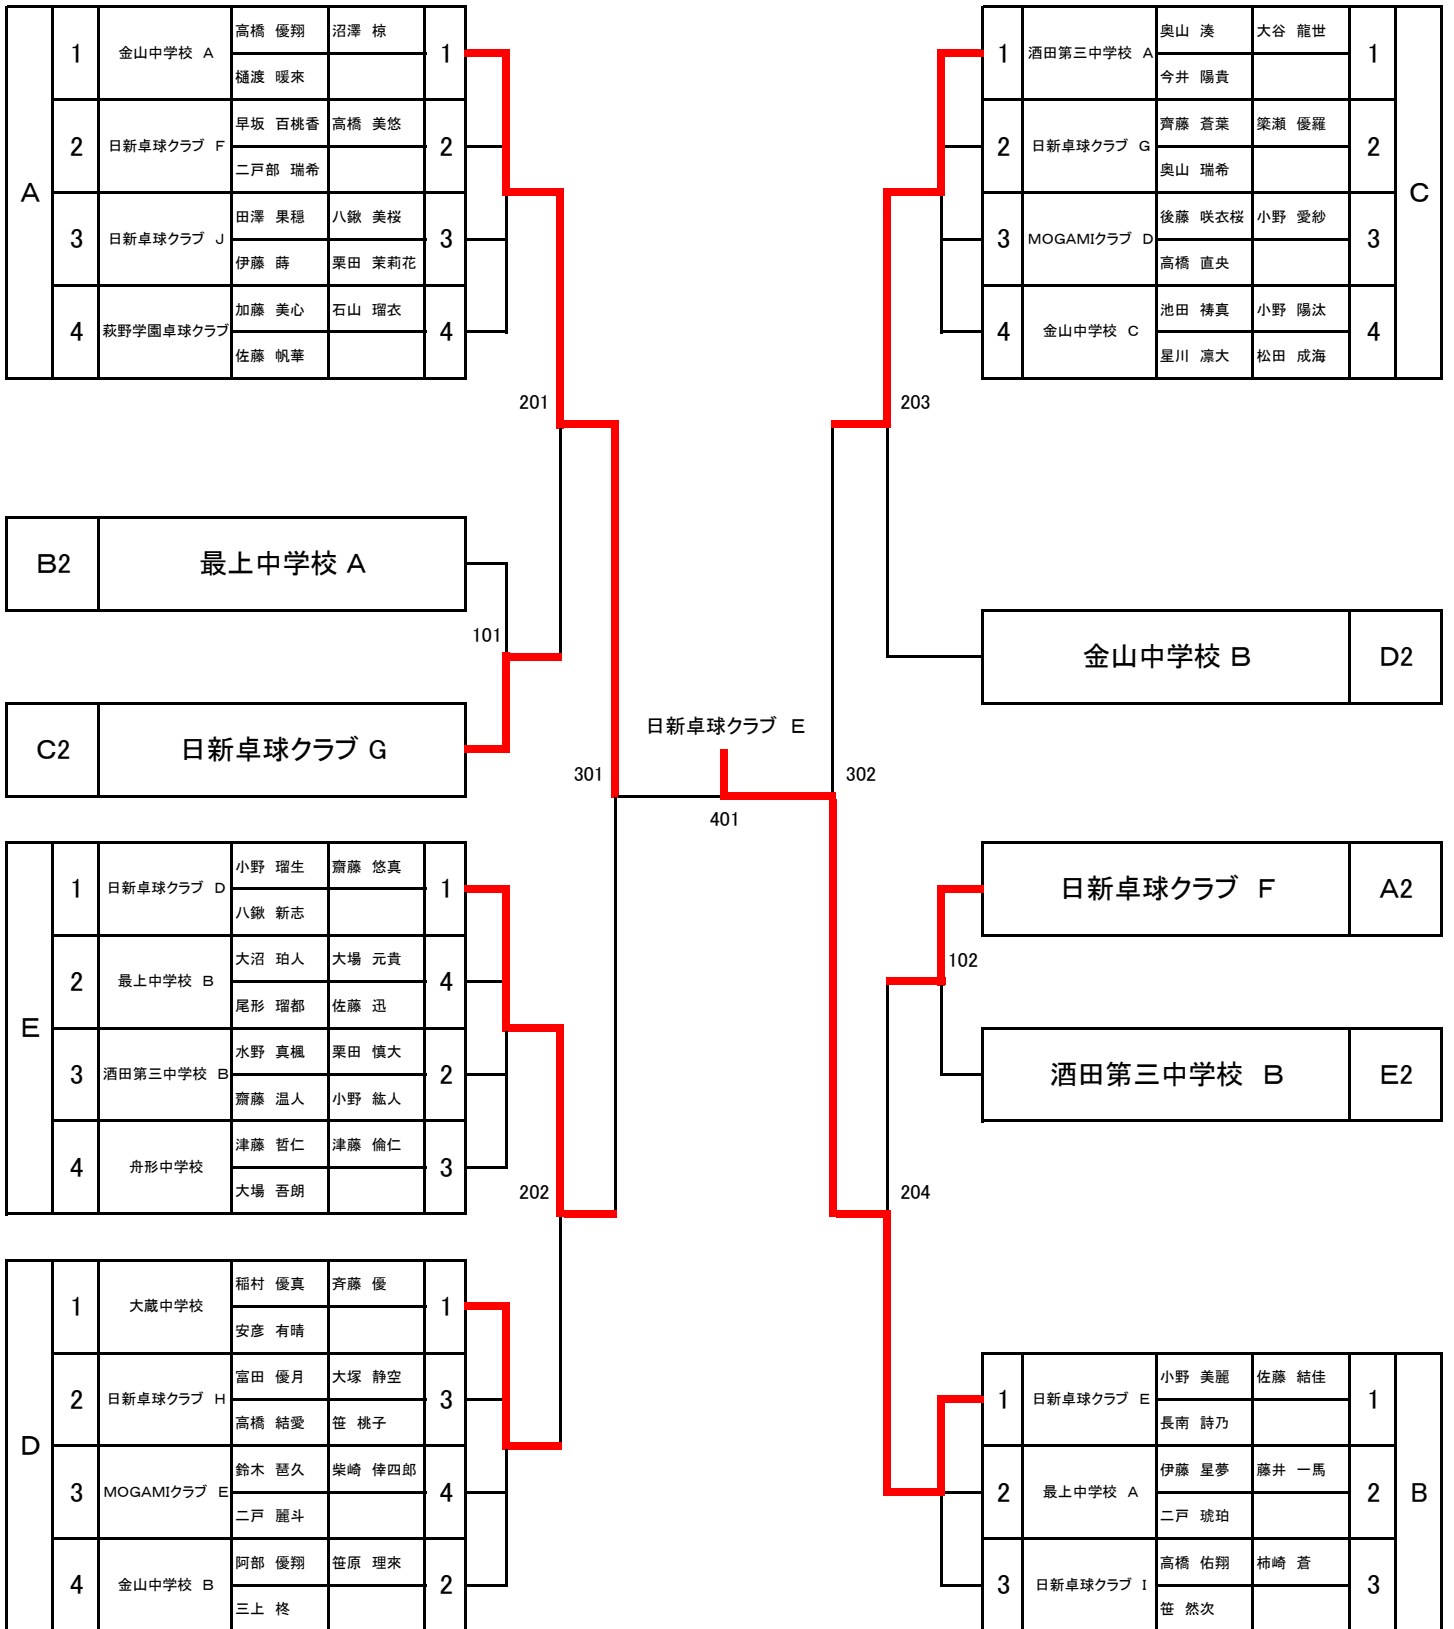 A
1 金山中学校 A 高橋 優翔 沼澤 椋 1
樋渡 暖來
2 日新卓球クラブ F 早坂 百桃香 高橋 美悠 2
二戸部 瑞希
3 日新卓球クラブ J 田澤 果穏 八鍬 美桜 3
伊藤 蒔 栗田 茉莉花
4 萩野学園卓球クラブ 加藤 美心 石山 瑠衣 4
佐藤 帆華
201
B2 最上中学校 A
101
C2 日新卓球クラブ G
301
E
1 日新卓球クラブ D 小野 瑠生 齋藤 悠真 1
八鍬 新志
2 最上中学校 B 大沼 珀人 大場 元貴 4
尾形 瑠都 佐藤 迅
3 酒田第三中学校 B 水野 真楓 栗田 慎大 2
齋藤 温人 小野 紘人
4 舟形中学校 津藤 哲仁 津藤 倫仁 3
大場 吾朗
202
D
1 大蔵中学校 稲村 優真 斉藤 優 1
安彦 有晴
2 日新卓球クラブ H 富田 優月 大塚 静空 3
高橋 結愛 笹 桃子
3 MOGAMIクラブ E 鈴木 琶久 柴崎 倖四郎 4
二戸 麗斗
4 金山中学校 B 阿部 優翔 笹原 理來 2
三上 柊
日新卓球クラブ E
401
C
1 酒田第三中学校 A 奥山 湊 大谷 龍世 1
今井 陽貴
2 日新卓球クラブ G 齊藤 蒼葉 簗瀬 優羅 2
奥山 瑞希
3 MOGAMIクラブ D 後藤 咲衣桜 小野 愛紗 3
高橋 直央
4 金山中学校 C 池田 祷真 小野 陽汰 4
星川 凛大 松田 成海
203
金山中学校 B D2
302
日新卓球クラブ F A2
102
酒田第三中学校 B E2
204
B
1 日新卓球クラブ E 小野 美麗 佐藤 結佳 1
長南 詩乃
2 最上中学校 A 伊藤 星夢 藤井 一馬 2
二戸 琥珀
3 日新卓球クラブ I 高橋 佑翔 柿崎 蒼 3
笹 然次